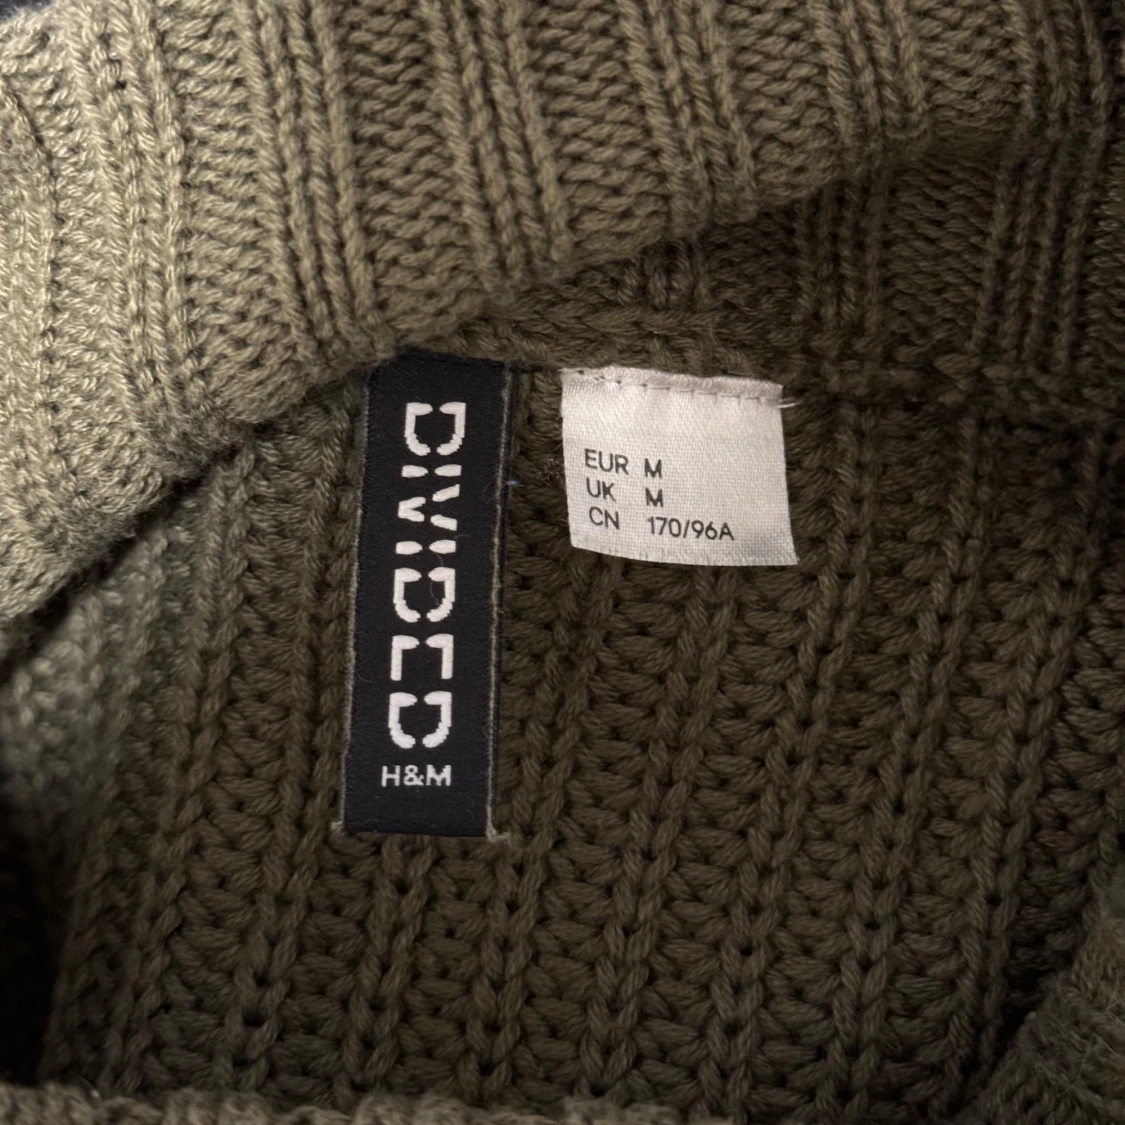 DIVIDED
H&M
EUR M
UK M
CN 170/96A